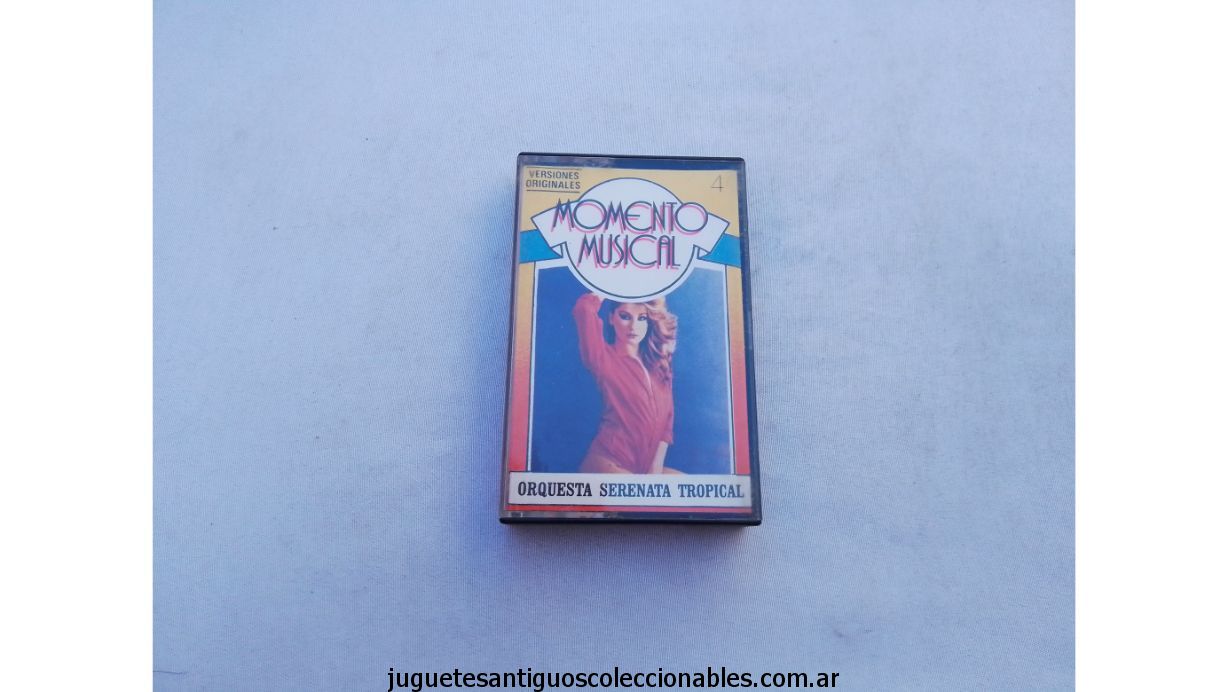 VERSIONES
ORIGINALES
4
MOMENTO
MUSICAL
ORQUESTA SERENATA TROPICAL
juguetesantiguoscoleccionables.com.ar